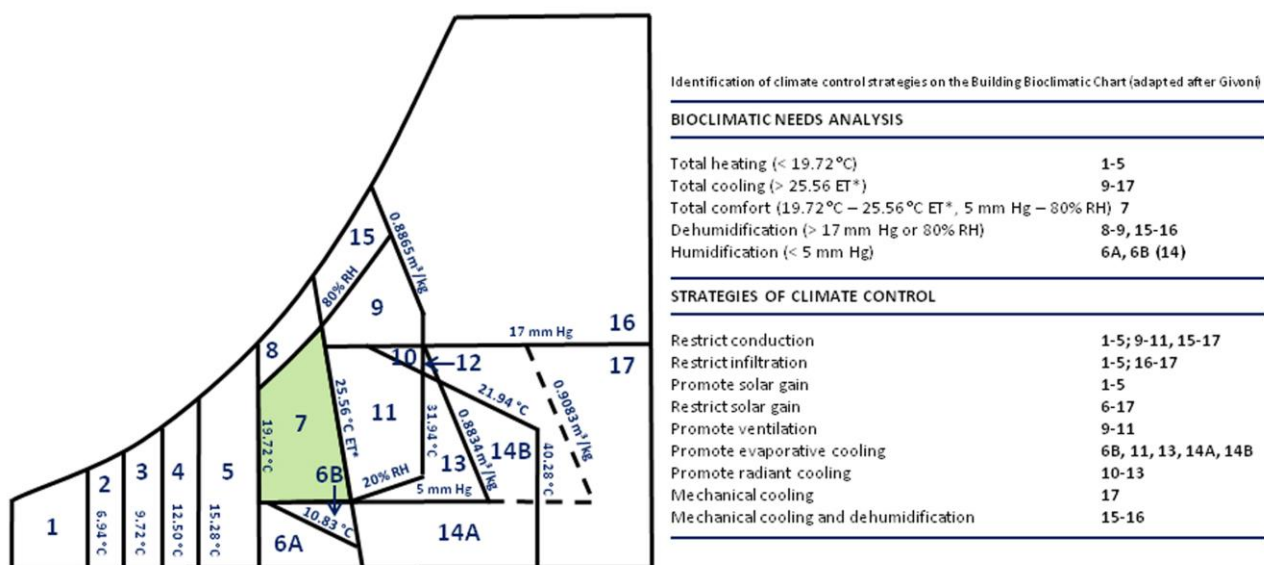 15
0.8865 m³/kg
80% RH
9
8
17 mm Hg
16
10
12
17
7
25.56 °C ET*
11
21.94 °C
0.9083 m³/kg
19.72 °C
31.94 °C
0.8834 m³/kg
14B
40.28 °C
2
3
4
5
6B
20% RH
13
5 mm Hg
1
6.94 °C
9.72 °C
12.50 °C
15.28 °C
10.83 °C
6A
14A
Identification of climate control strategies on the Building Bioclimatic Chart (adapted after Givoni)
BIOCLIMATIC NEEDS ANALYSIS
Total heating (< 19.72 °C) 1-5
Total cooling (> 25.56 ET*) 9-17
Total comfort (19.72 °C – 25.56 °C ET*, 5 mm Hg – 80% RH) 7
Dehumidification (> 17 mm Hg or 80% RH) 8-9, 15-16
Humidification (< 5 mm Hg) 6A, 6B (14)
STRATEGIES OF CLIMATE CONTROL
Restrict conduction 1-5; 9-11, 15-17
Restrict infiltration 1-5; 16-17
Promote solar gain 1-5
Restrict solar gain 6-17
Promote ventilation 9-11
Promote evaporative cooling 6B, 11, 13, 14A, 14B
Promote radiant cooling 10-13
Mechanical cooling 17
Mechanical cooling and dehumidification 15-16